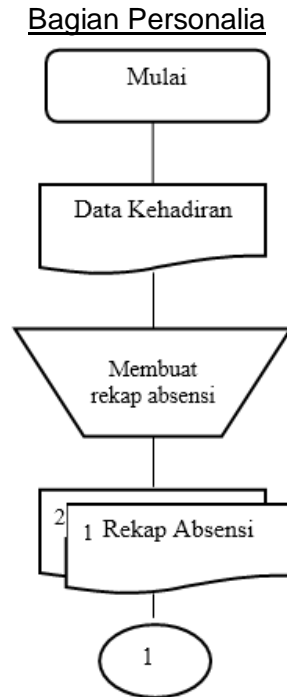 Bagian Personalia
Mulai
Data Kehadiran
Membuat
rekap absensi
2
1 Rekap Absensi
1